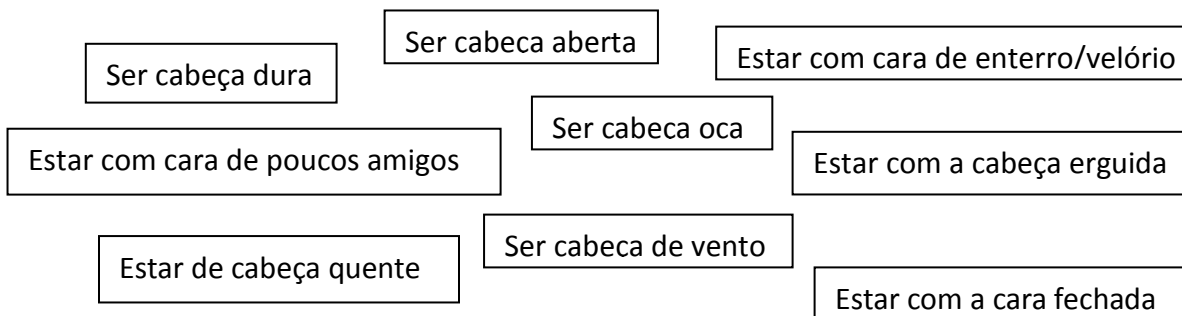 Ser cabeca aberta
Estar com cara de enterro/velório
Ser cabeça dura
Ser cabeca oca
Estar com cara de poucos amigos
Estar com a cabeça erguida
Ser cabeca de vento
Estar de cabeça quente
Estar com a cara fechada